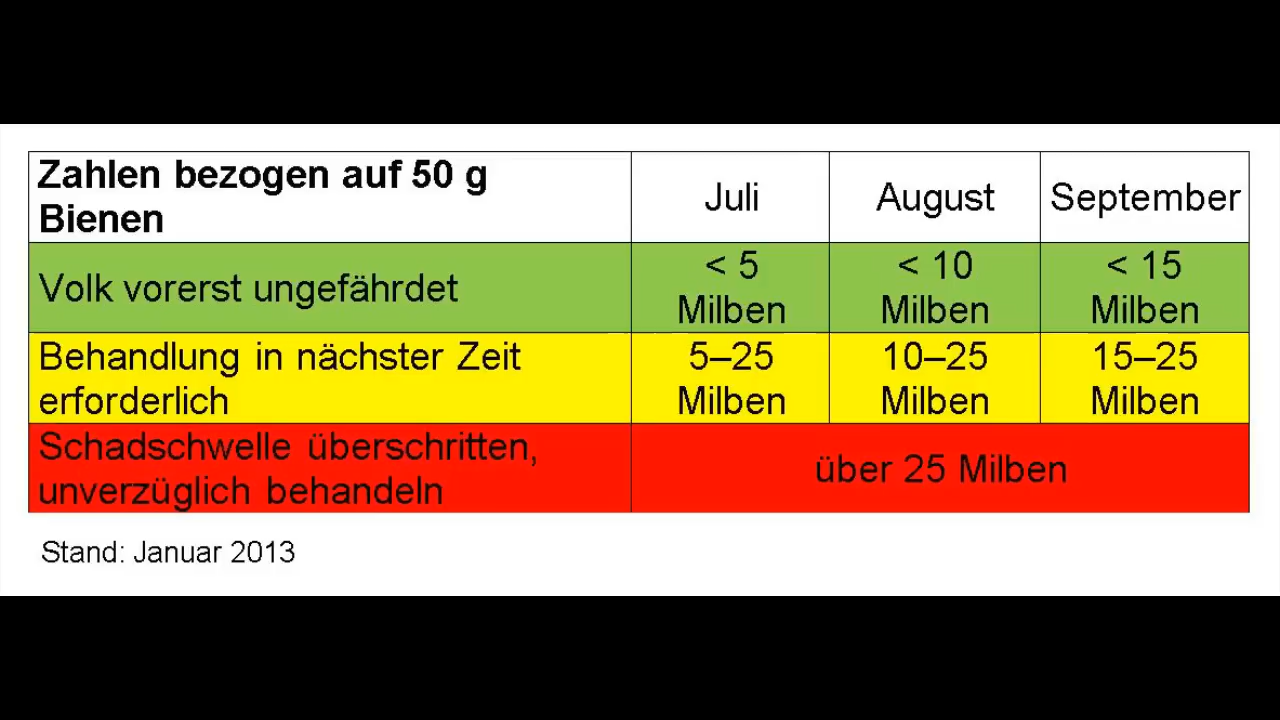 Zahlen bezogen auf 50 g
Bienen
Juli
August
September
Volk vorerst ungefährdet
< 5
Milben
< 10
Milben
< 15
Milben
Behandlung in nächster Zeit
erforderlich
5–25
Milben
10–25
Milben
15–25
Milben
Schadschwelle überschritten,
unverzüglich behandeln
über 25 Milben
Stand: Januar 2013